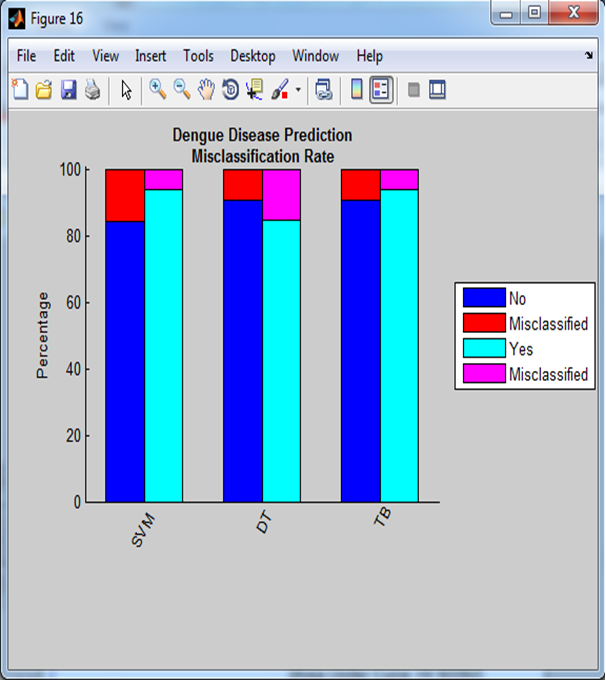 Figure 16
File Edit View Insert Tools Desktop Window Help
Dengue Disease Prediction
Misclassification Rate
100
80
60
40
20
0
Percentage
SVM
DT
TB
No
Misclassified
Yes
Misclassified